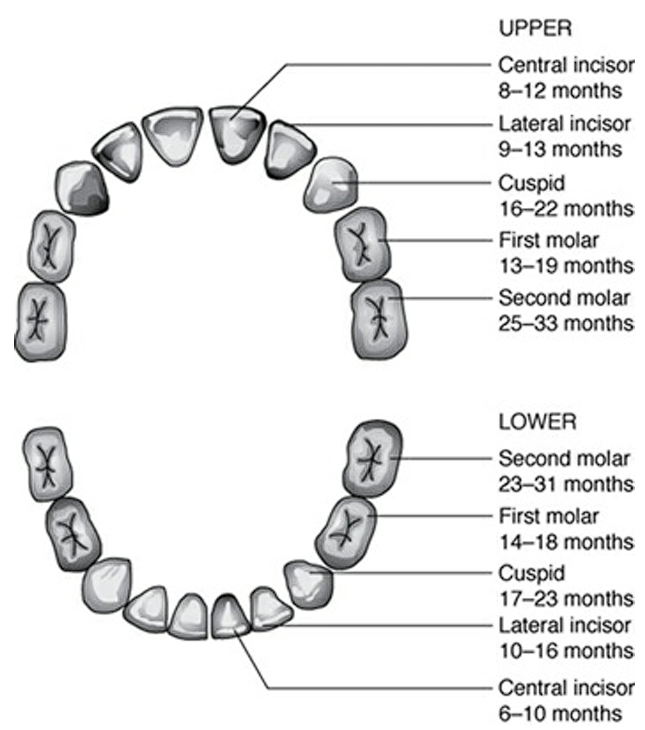 UPPER
Central incisor
8–12 months
Lateral incisor
9–13 months
Cuspid
16–22 months
First molar
13–19 months
Second molar
25–33 months
LOWER
Second molar
23–31 months
First molar
14–18 months
Cuspid
17–23 months
Lateral incisor
10–16 months
Central incisor
6–10 months